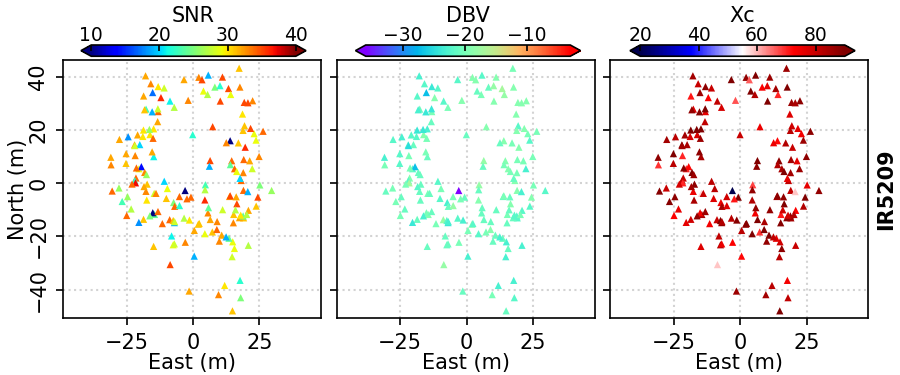 SNR DBV Xc
10 20 30 40 −30 −20 −10 20 40 60 80
40
20
0
−20
−40
North (m)
−25 0 25 −25 0 25 −25 0 25
East (m) East (m) East (m)
IR5209